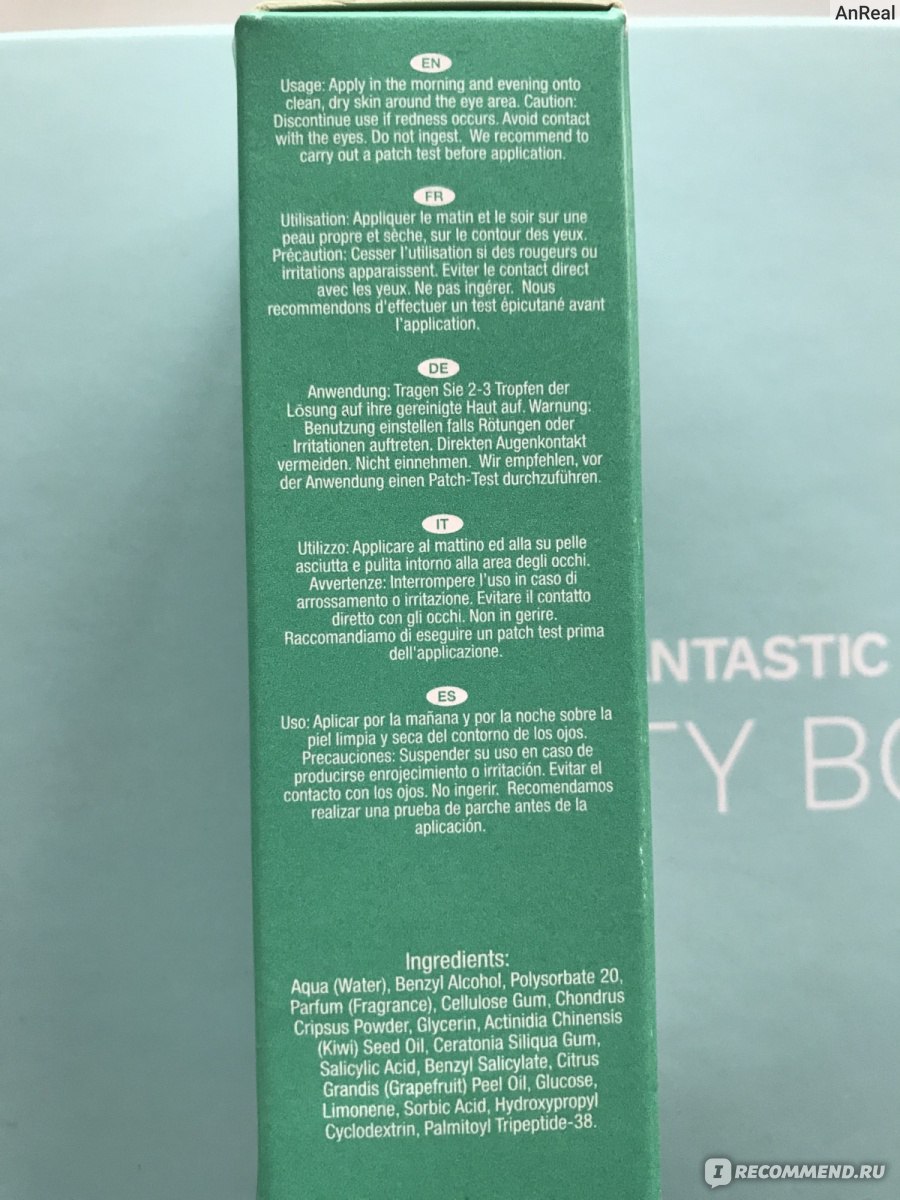 AnReal
EN
Usage: Apply in the morning and evening onto
clean, dry skin around the eye area. Caution:
Discontinue use if redness occurs. Avoid contact
with the eyes. Do not ingest. We recommend to
carry out a patch test before application.
FR
Utilisation: Appliquer le matin et le soir sur une
peau propre et sèche, sur le contour des yeux.
Précaution: Cesser l'utilisation si des rougeurs ou
irritations apparaissent. Eviter le contact direct
avec les yeux. Ne pas ingérer. Nous
recommendons d'effectuer un test épicutané avant
l'application.
DE
Anwendung: Tragen Sie 2-3 Tropfen der
Lösung auf ihre gereinigte Haut auf. Warnung:
Benutzung einstellen falls Rötungen oder
Irritationen auftreten. Direkten Augenkontakt
vermeiden. Nicht einnehmen. Wir empfehlen, vor
der Anwendung einen Patch-Test durchzuführen.
IT
Utilizzo: Applicare al mattino ed alla su pelle
asciutta e pulita intorno alla area degli occhi.
Avvertenze: Interrompere l'uso in caso di
arrossamento o irritazione. Evitare il contatto
diretto con gli occhi. Non in gerire.
Raccomandiamo di eseguire un patch test prima
dell'applicazione.
NTASTIC
TY BO
ES
Uso: Aplicar por la mañana y por la noche sobre la
piel limpia y seca del contorno de los ojos.
Precauciones: Suspender su uso en caso de
producirse enrojecimiento o irritación. Evitar el
contacto con los ojos. No ingerir. Recomendamos
realizar una prueba de parche antes de la
aplicación.
Ingredients:
Aqua (Water), Benzyl Alcohol, Polysorbate 20,
Parfum (Fragrance), Cellulose Gum, Chondrus
Cripsus Powder, Glycerin, Actinidia Chinensis
(Kiwi) Seed Oil, Ceratonia Siliqua Gum,
Salicylic Acid, Benzyl Salicylate, Citrus
Grandis (Grapefruit) Peel Oil, Glucose,
Limonene, Sorbic Acid, Hydroxypropyl
Cyclodextrin, Palmitoyl Tripeptide-38.
I RECOMMEND.RU